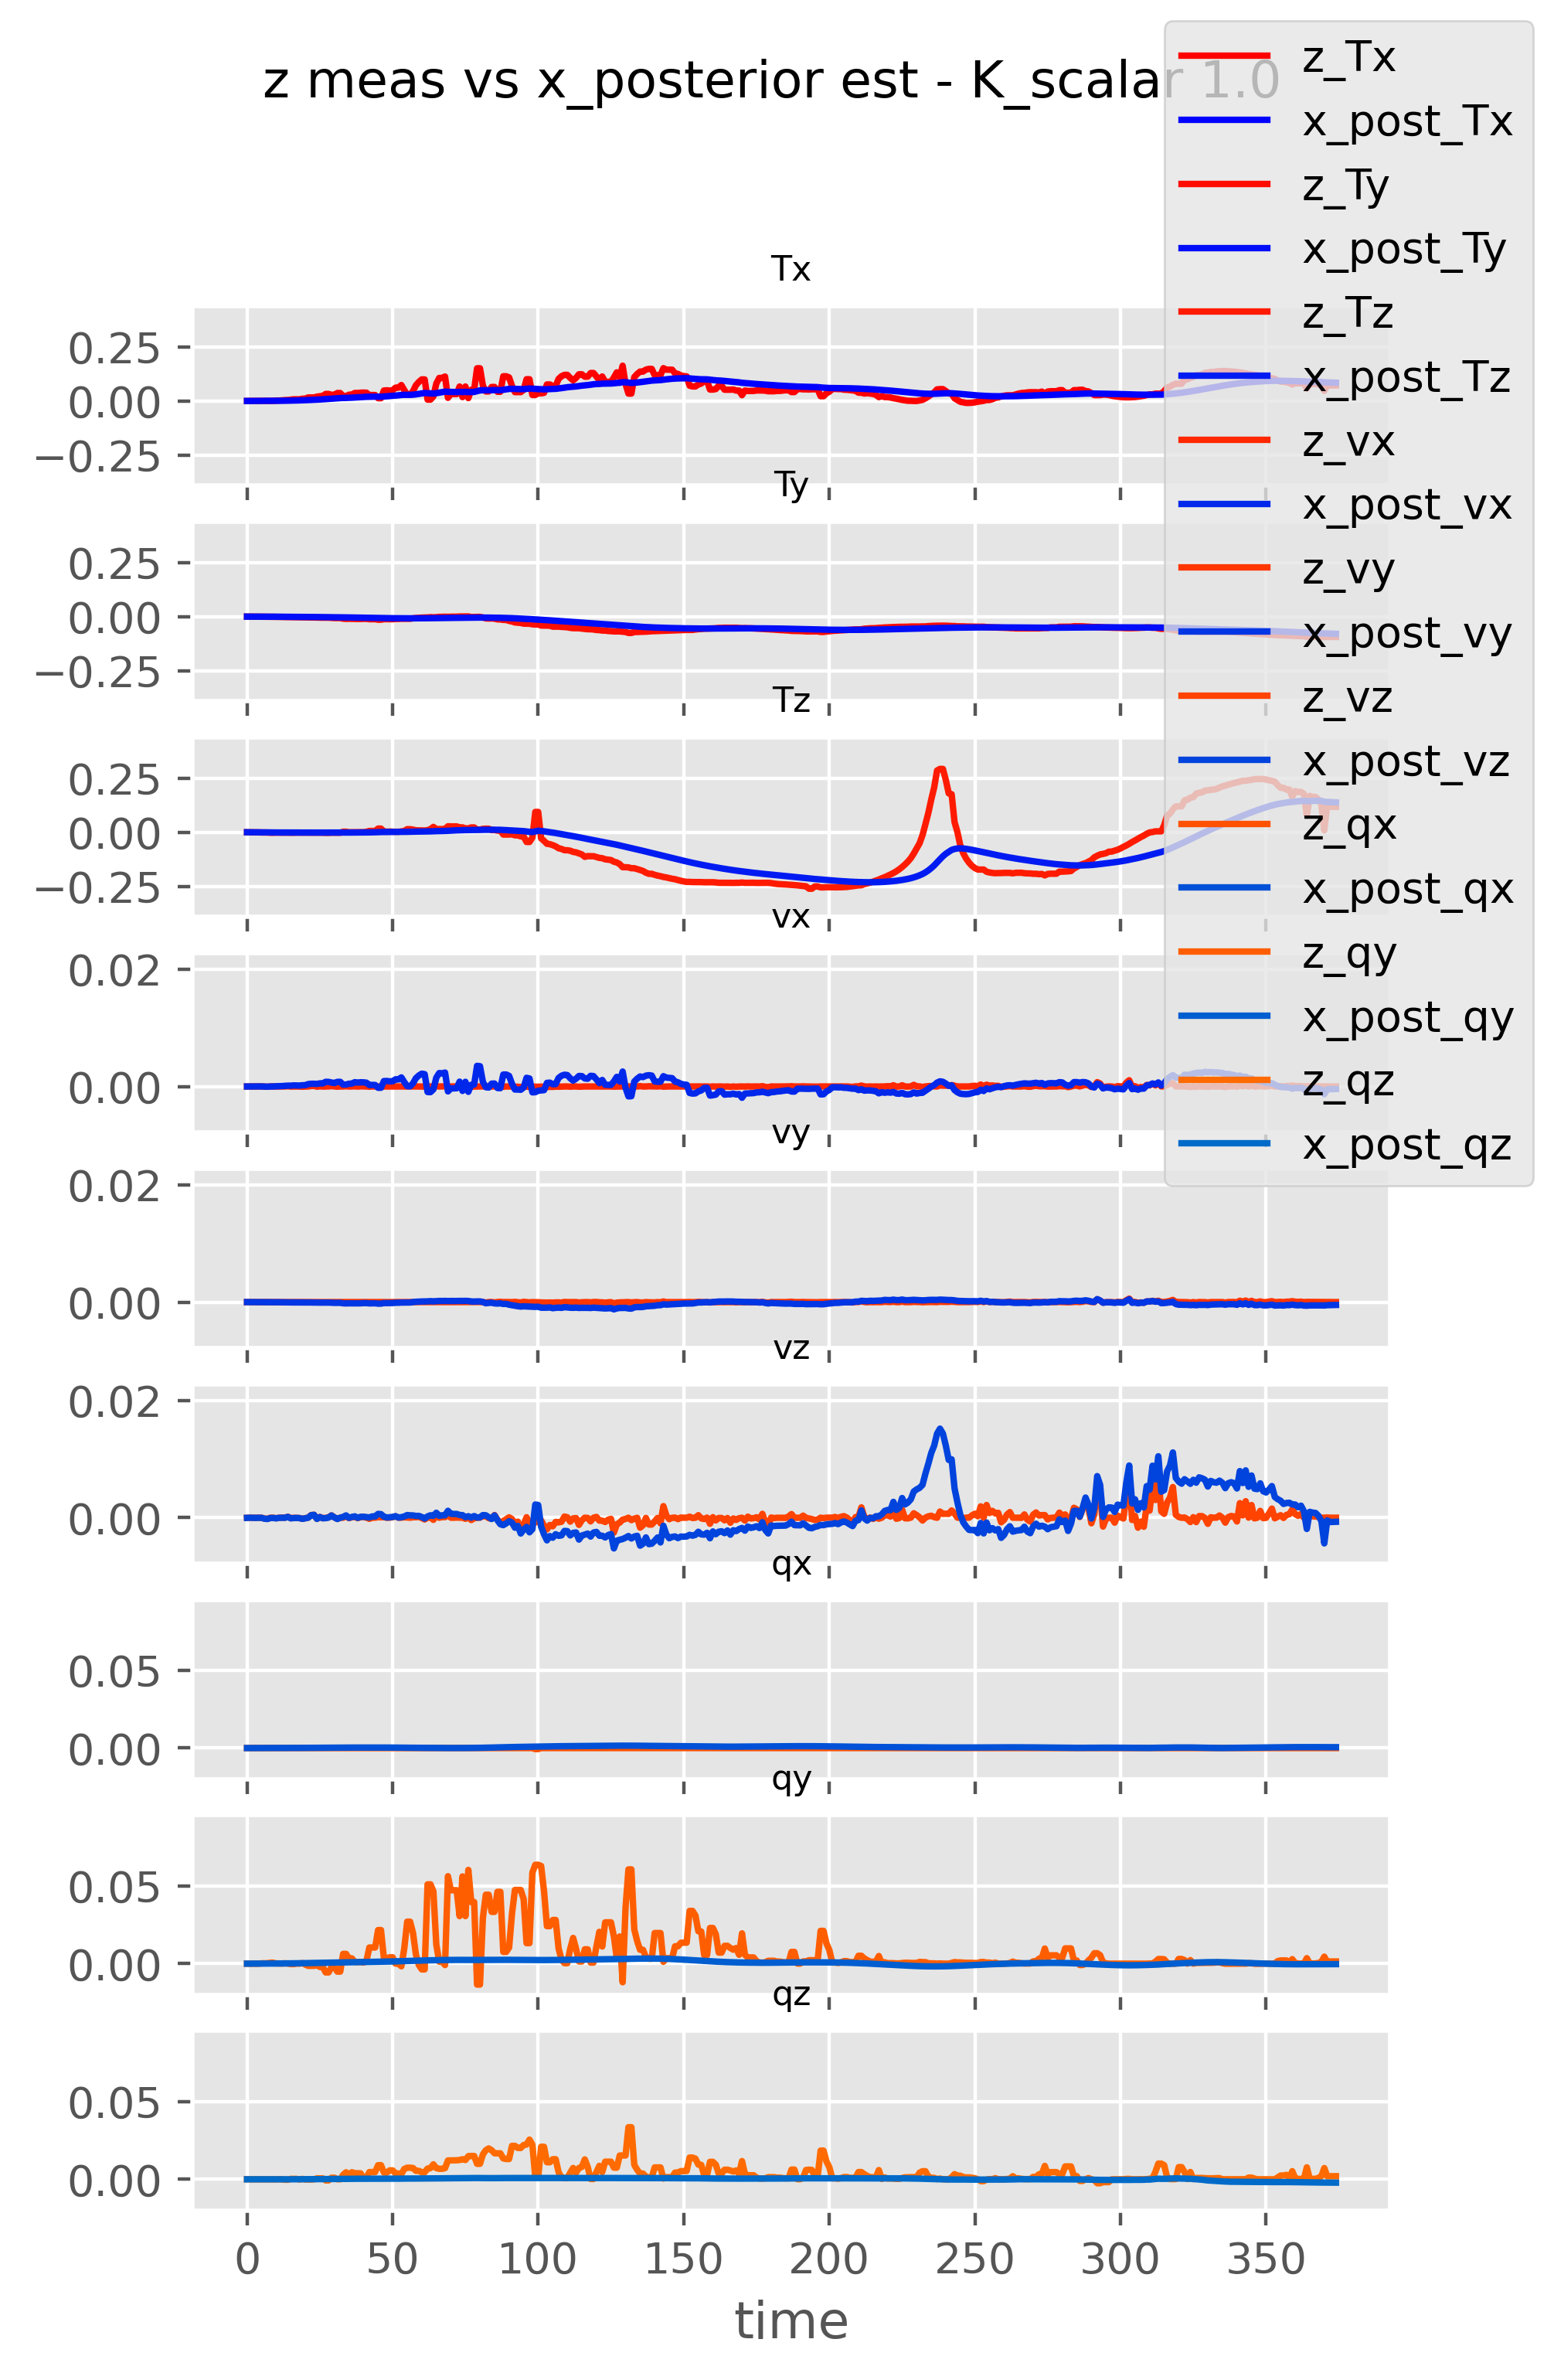 z meas vs x_posterior est - K_scalar 1.0
z_Tx
x_post_Tx
z_Ty
x_post_Ty
z_Tz
x_post_Tz
z_vx
x_post_vx
z_vy
x_post_vy
z_vz
x_post_vz
z_qx
x_post_qx
z_qy
x_post_qy
z_qz
x_post_qz
Tx
0.25
0.00
−0.25
Ty
0.25
0.00
−0.25
Tz
0.25
0.00
−0.25
vx
0.02
0.00
vy
0.02
0.00
vz
0.02
0.00
qx
0.05
0.00
qy
0.05
0.00
qz
0.05
0.00
0 50 100 150 200 250 300 350
time